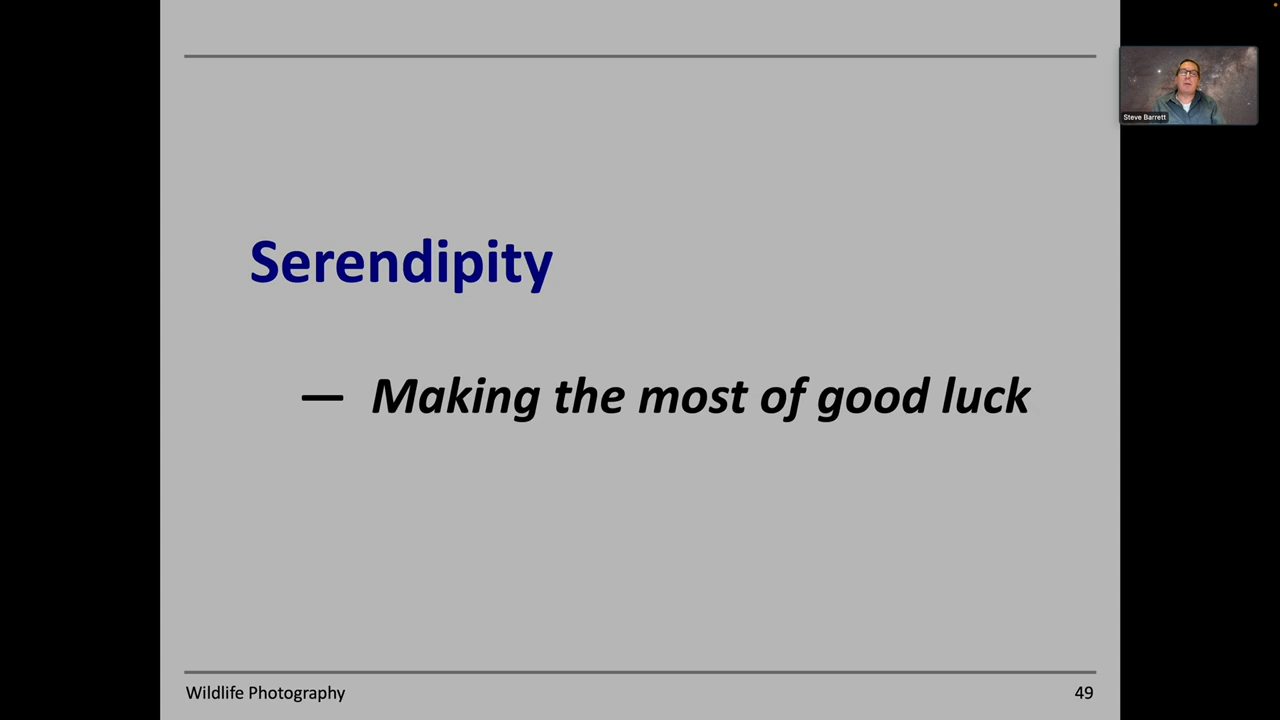 Steve Barrett
Serendipity
— Making the most of good luck
Wildlife Photography
49